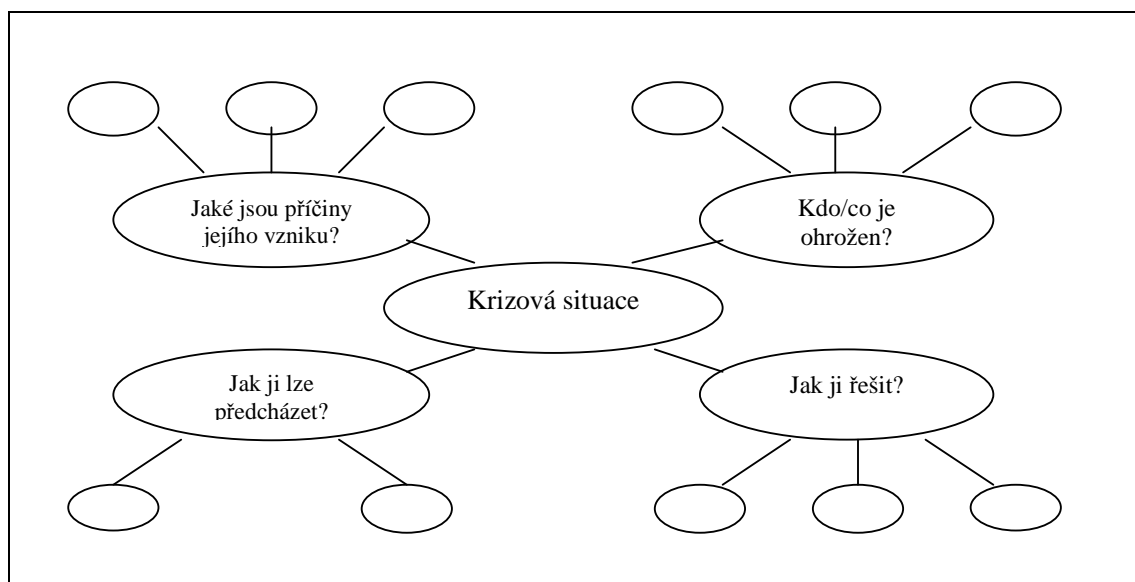 Jaké jsou příčiny
jejího vzniku?
Kdo/co je
ohrožen?
Krizová situace
Jak ji lze
předcházet?
Jak ji řešit?